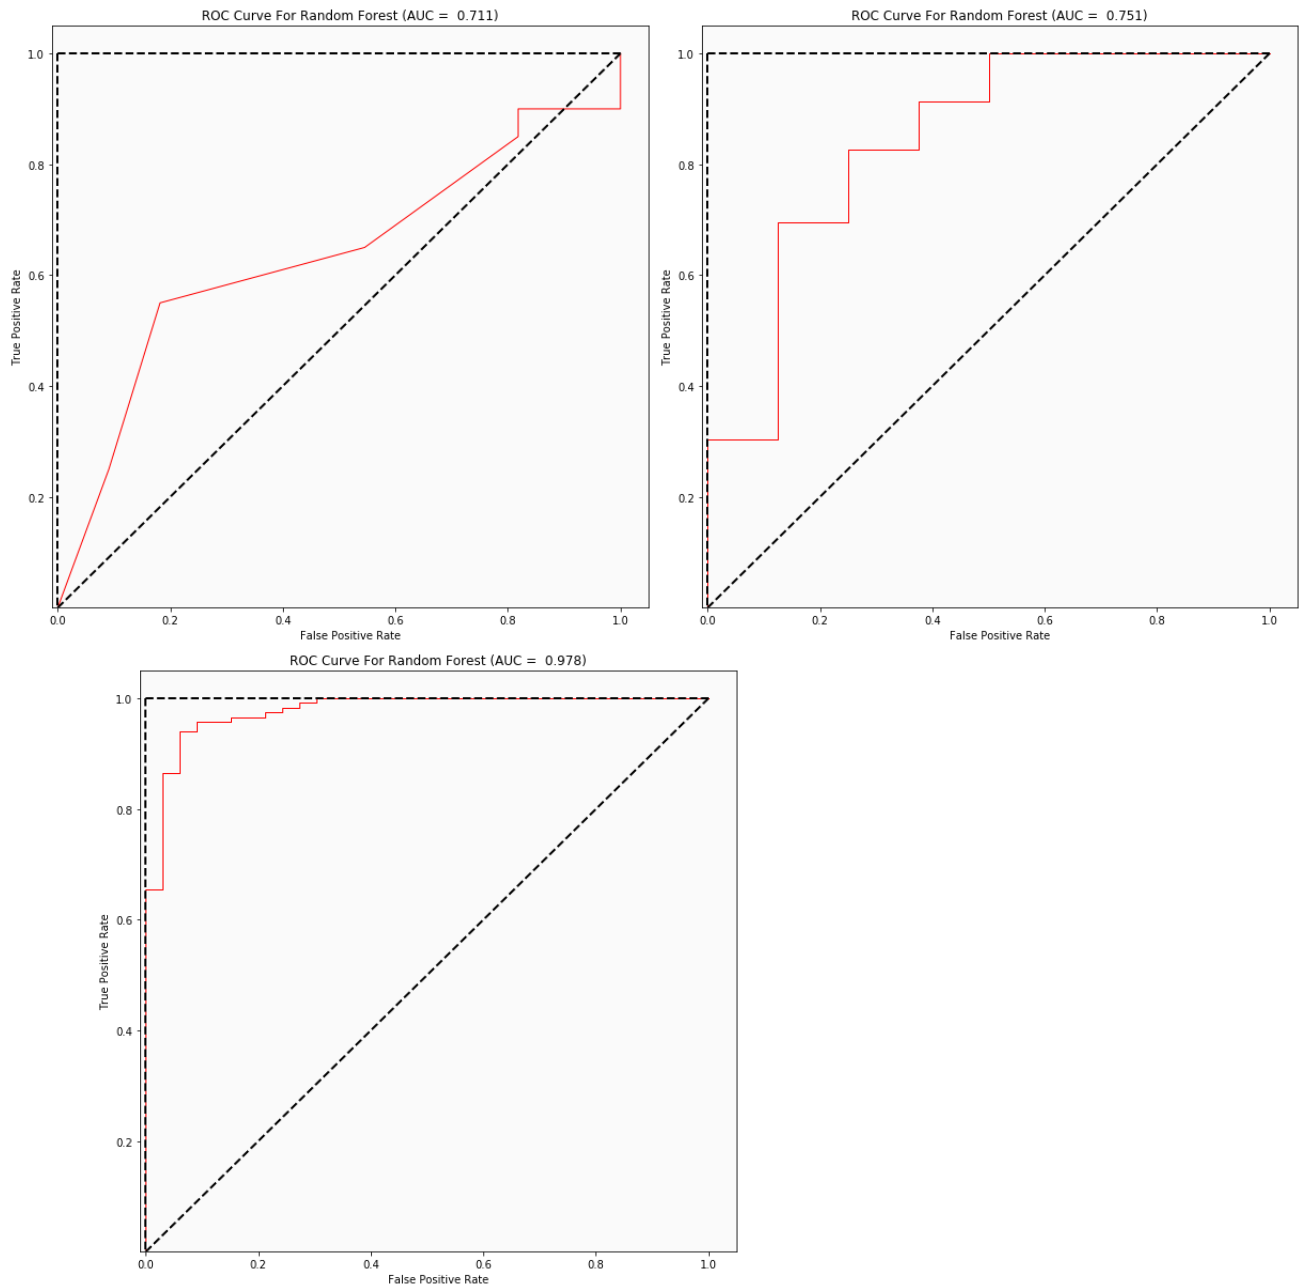 ROC Curve For Random Forest (AUC =  0.711)
True Positive Rate
1.0
0.8
0.6
0.4
0.2
0.0 0.2 0.4 0.6 0.8 1.0
False Positive Rate
ROC Curve For Random Forest (AUC =  0.751)
True Positive Rate
1.0
0.8
0.6
0.4
0.2
0.0 0.2 0.4 0.6 0.8 1.0
False Positive Rate
ROC Curve For Random Forest (AUC =  0.978)
True Positive Rate
1.0
0.8
0.6
0.4
0.2
0.0 0.2 0.4 0.6 0.8 1.0
False Positive Rate